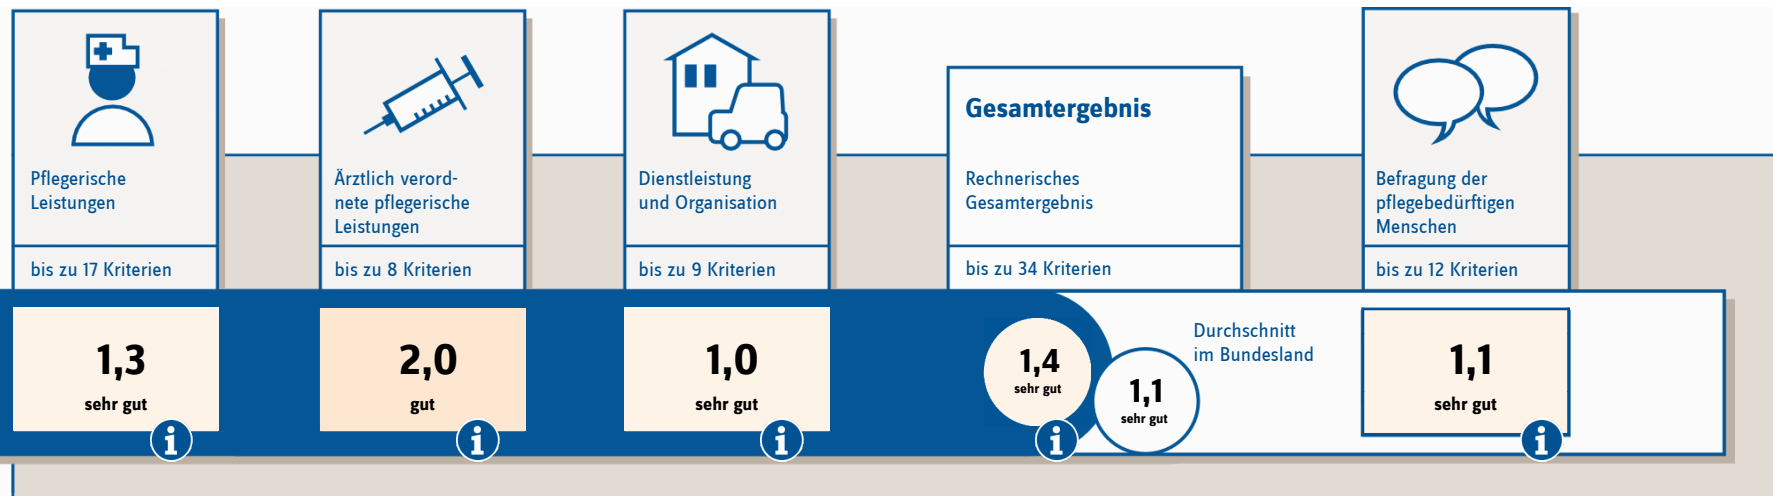 Pflegerische
Leistungen
bis zu 17 Kriterien
1,3
sehr gut
i
Ärztlich verord-
nete pflegerische
Leistungen
bis zu 8 Kriterien
2,0
gut
i
Dienstleistung
und Organisation
bis zu 9 Kriterien
1,0
sehr gut
i
Gesamtergebnis
Rechnerisches
Gesamtergebnis
bis zu 34 Kriterien
1,4
sehr gut
i
1,1
sehr gut
Durchschnitt
im Bundesland
Befragung der
pflegebedürftigen
Menschen
bis zu 12 Kriterien
1,1
sehr gut
i